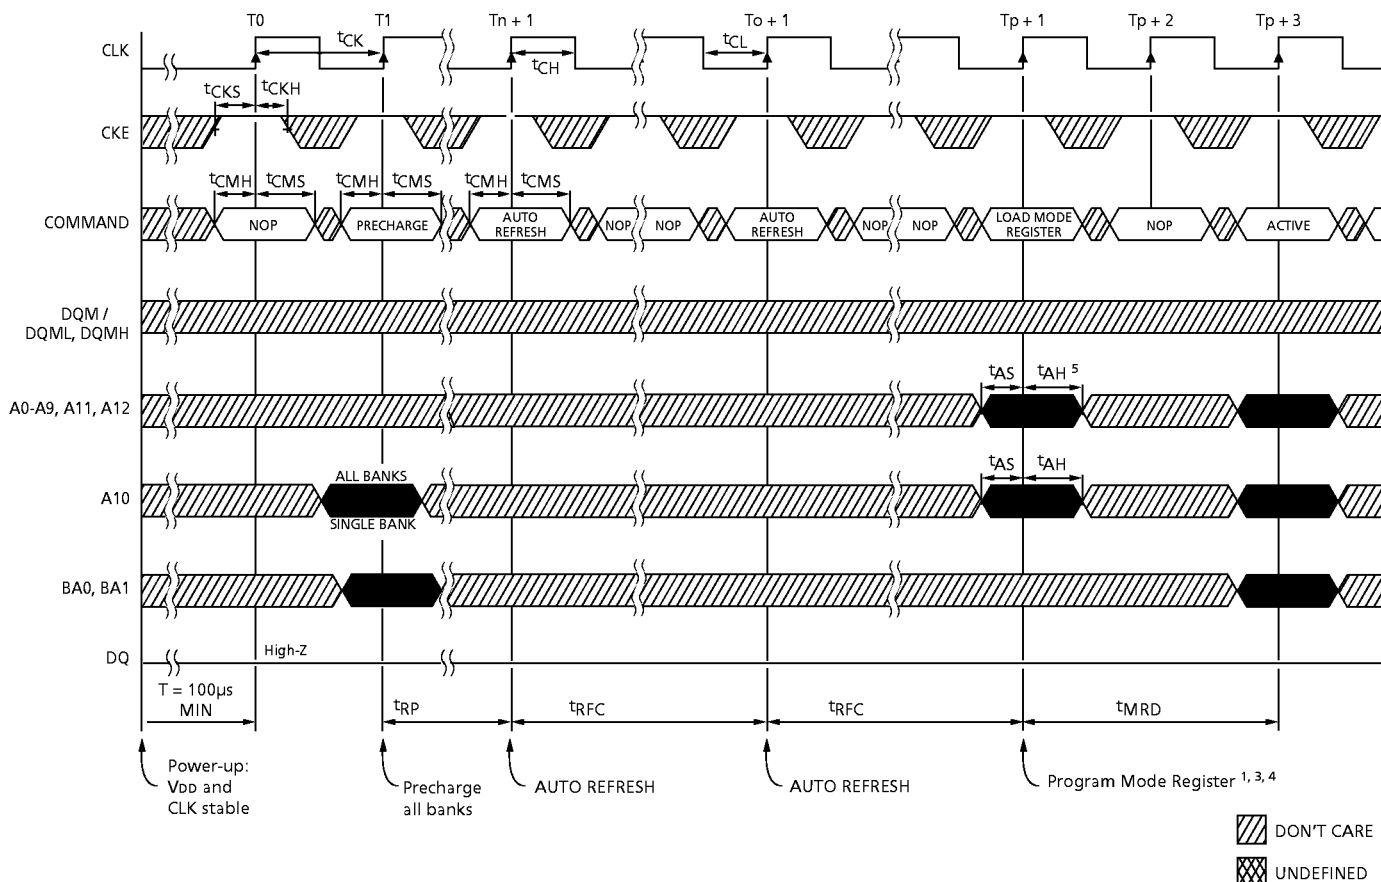 T0 T1 Tn + 1 To + 1 Tp + 1 Tp + 2 Tp + 3
CLK tCK tCH tCL
tCKS tCKH
CKE
tCMH tCMS tCMH tCMS tCMH tCMS
COMMAND NOP PRECHARGE AUTO REFRESH NOP NOP AUTO REFRESH NOP NOP LOAD MODE REGISTER NOP ACTIVE
DQM /
DQML, DQMH
tAS tAH 5
A0-A9, A11, A12
ALL BANKS tAS tAH
A10
SINGLE BANK
BA0, BA1
DQ High-Z
T = 100µs
MIN
tRP tRFC tRFC tMRD
Power-up:
VDD and
CLK stable
Precharge
all banks
AUTO REFRESH
AUTO REFRESH
Program Mode Register 1, 3, 4
DON'T CARE
UNDEFINED